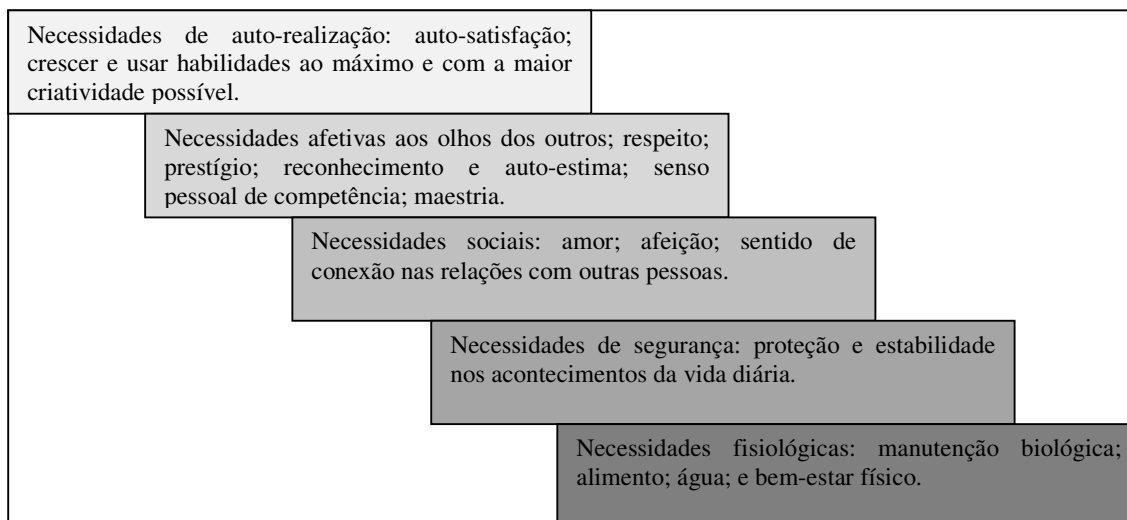 Necessidades de auto-realização: auto-satisfação;
crescer e usar habilidades ao máximo e com a maior
criatividade possível.
Necessidades afetivas aos olhos dos outros; respeito;
prestígio; reconhecimento e auto-estima; senso
pessoal de competência; maestria.
Necessidades sociais: amor; afeição; sentido de
conexão nas relações com outras pessoas.
Necessidades de segurança: proteção e estabilidade
nos acontecimentos da vida diária.
Necessidades fisiológicas: manutenção biológica;
alimento; água; e bem-estar físico.